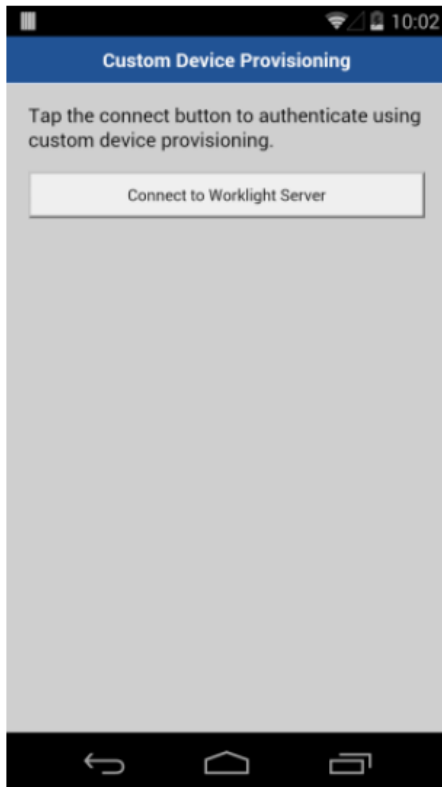 10:02
Custom Device Provisioning
Tap the connect button to authenticate using
custom device provisioning.
Connect to Worklight Server